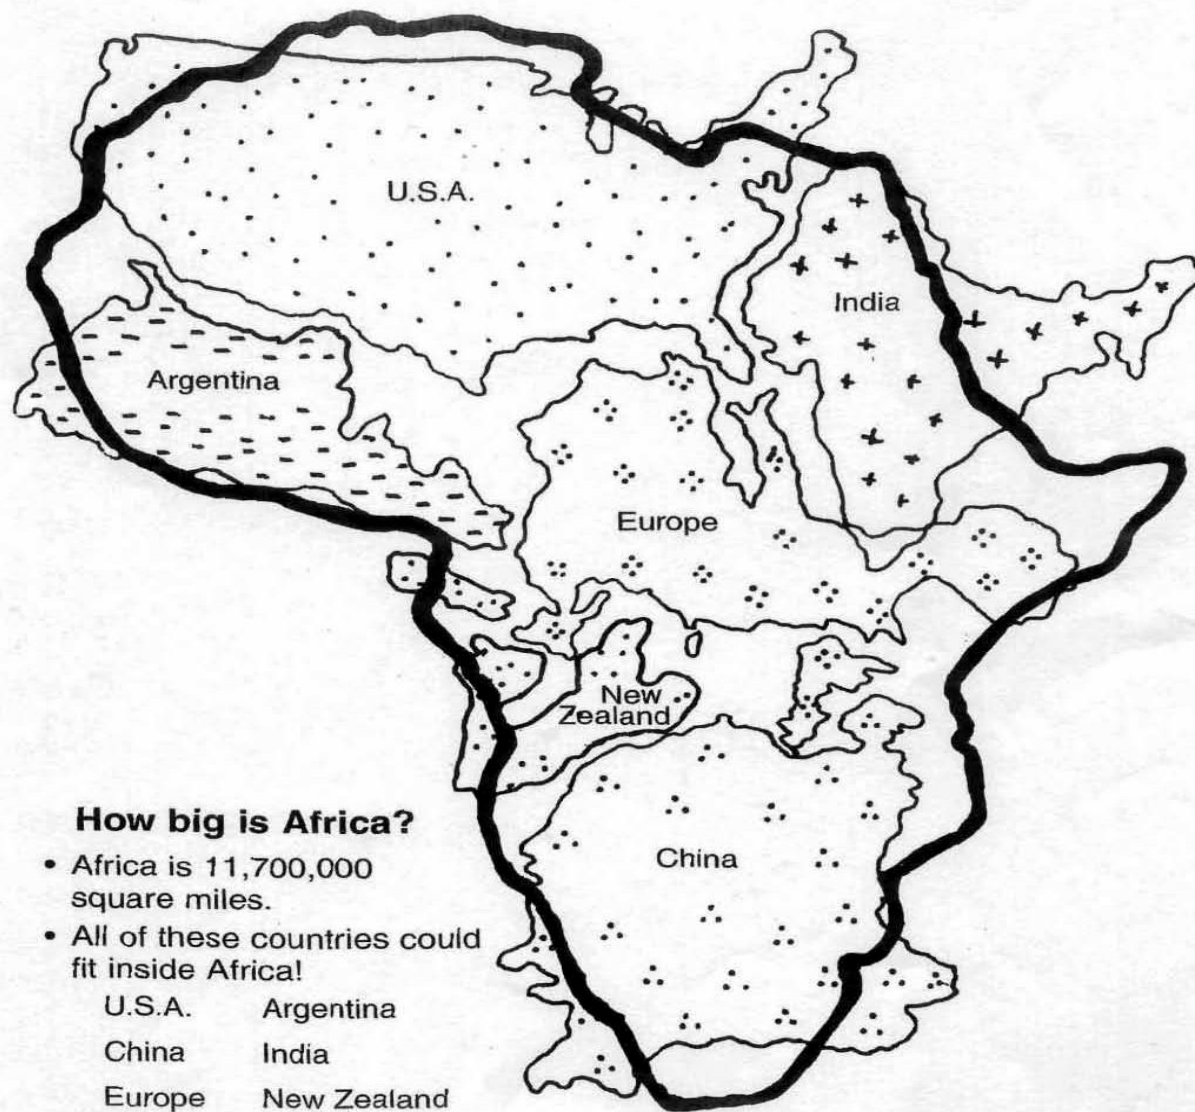 U.S.A.
India
Argentina
Europe
New
Zealand
China
How big is Africa?
• Africa is 11,700,000
square miles.
• All of these countries could
fit inside Africa!
U.S.A. Argentina
China India
Europe New Zealand